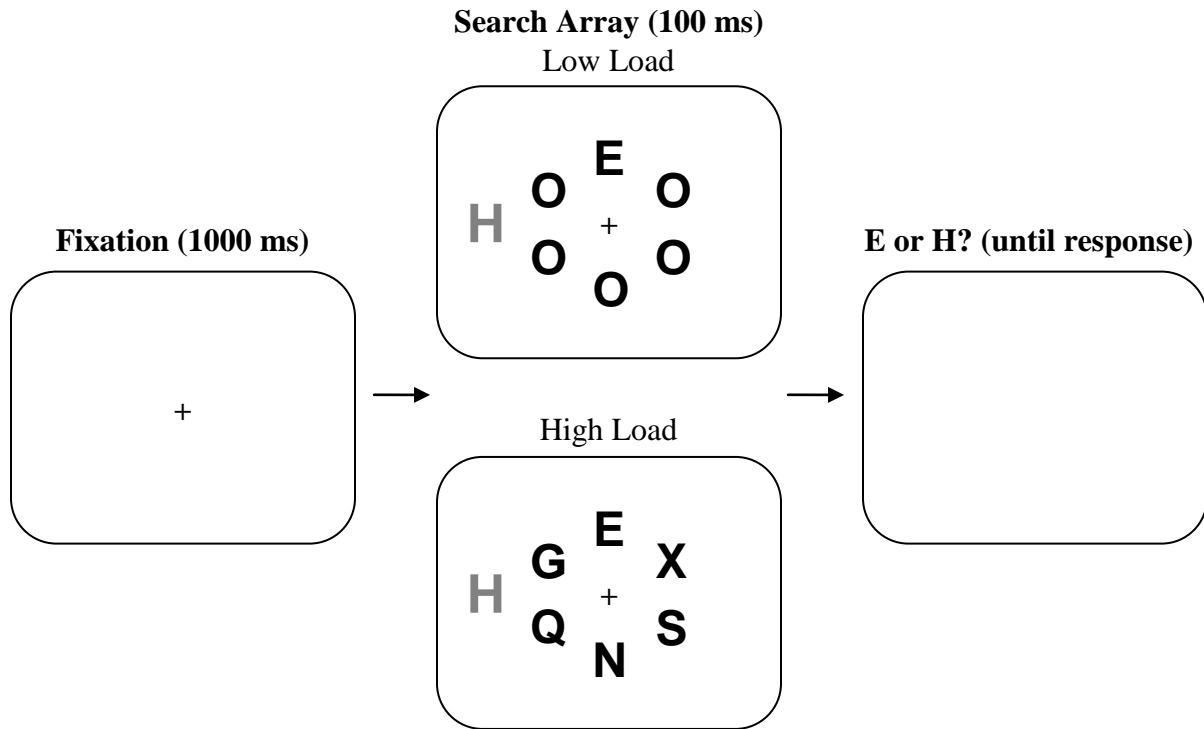 Search Array (100 ms)
Low Load
E
O O
H +
O O
O
Fixation (1000 ms)
+
E or H? (until response)
High Load
E
G X
H +
Q S
N